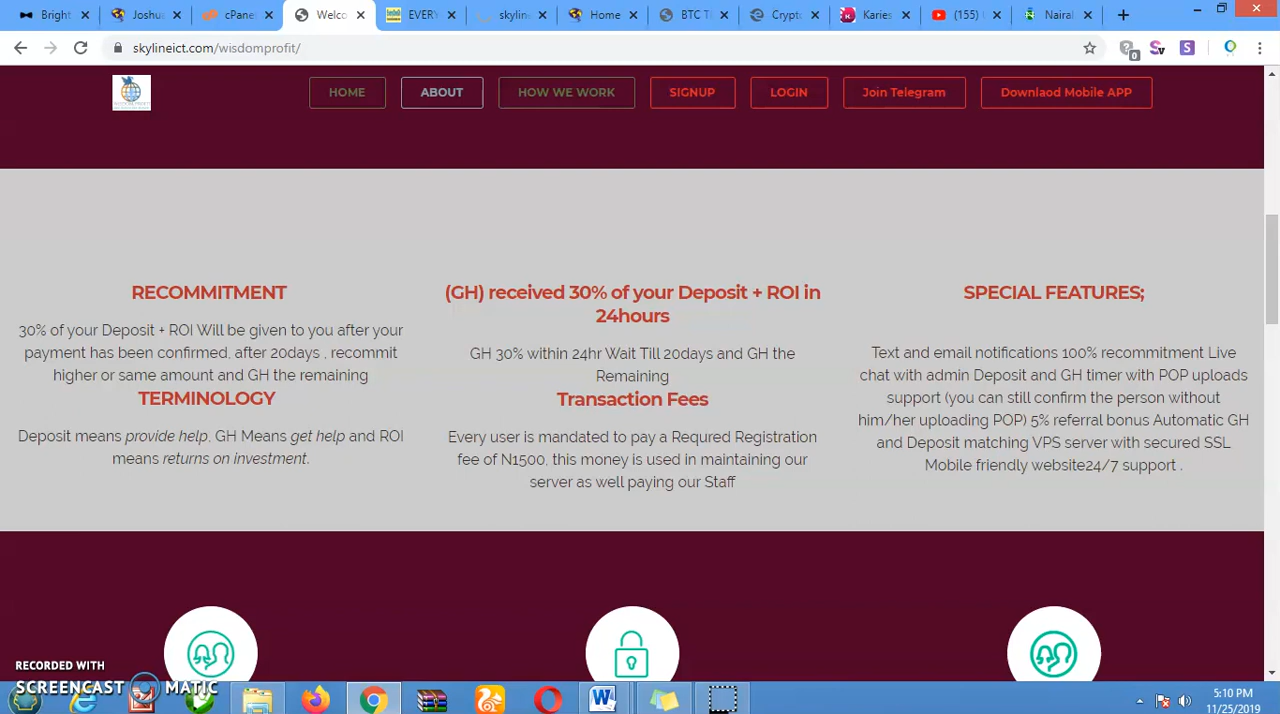 Bright
Joshua
cPane
Welco
EVERY
skyline
Home
BTC T
Crypt
Karies
(155)
Nairal
skylineict.com/wisdomprofit/
0
HOME
ABOUT
HOW WE WORK
SIGNUP
LOGIN
Join Telegram
Downlaod Mobile APP
RECOMMITMENT
30% of your Deposit + ROI Will be given to you after your
payment has been confirmed, after 20days , recommit
higher or same amount and GH the remaining
TERMINOLOGY
Deposit means provide help, GH Means get help and ROI
means returns on investment.
(GH) received 30% of your Deposit + ROI in
24hours
GH 30% within 24hr Wait Till 20days and GH the
Remaining
Transaction Fees
Every user is mandated to pay a Requred Registration
fee of N1500, this money is used in maintaining our
server as well paying our Staff
SPECIAL FEATURES;
Text and email notifications 100% recommitment Live
chat with admin Deposit and GH timer with POP uploads
support (you can still confirm the person without
him/her uploading POP) 5% referral bonus Automatic GH
and Deposit matching VPS server with secured SSL
Mobile friendly website24/7 support .
RECORDED WITH
SCREENCAST MATIC
5:10 PM
11/25/2019